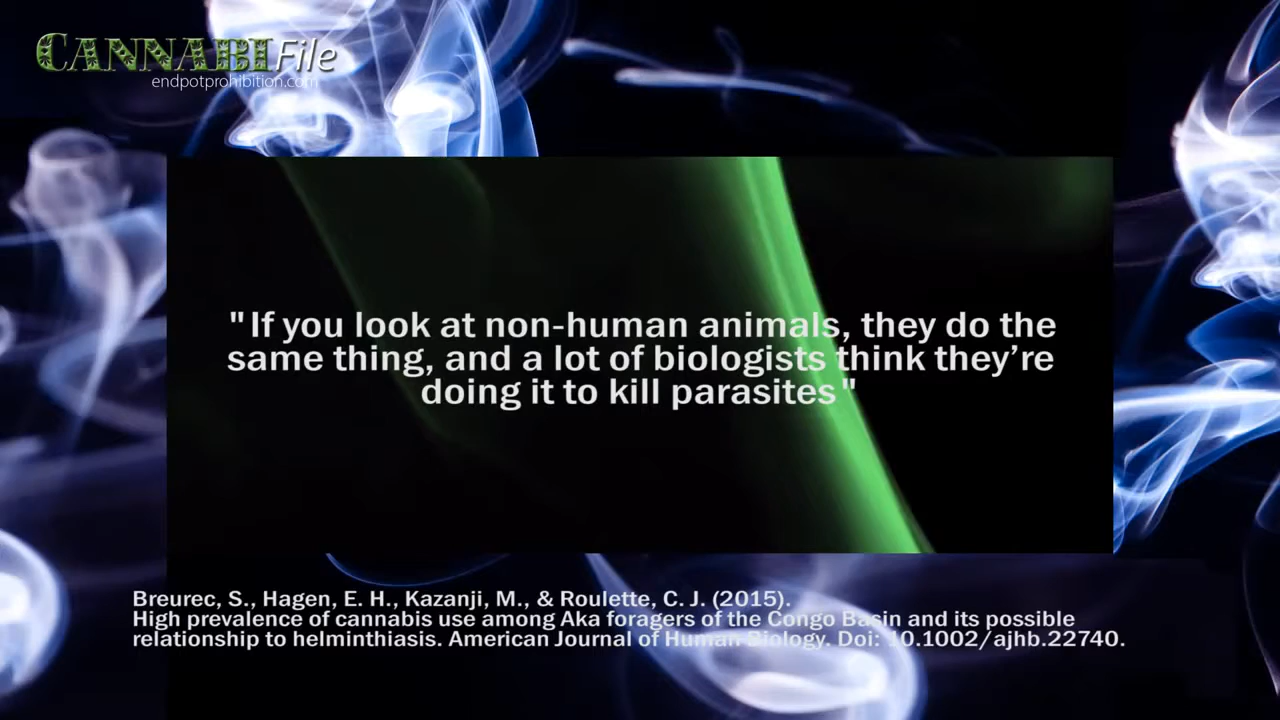 CANNABIFile
endpotprohibition.com
"If you look at non-human animals, they do the
same thing, and a lot of biologists think they're
doing it to kill parasites"
Breurec, S., Hagen, E. H., Kazanji, M., & Roulette, C. J. (2015).
High prevalence of cannabis use among Aka foragers of the Congo Basin and its possible
relationship to helminthiasis. American Journal of Human Biology. Doi: 10.1002/ajhb.22740.